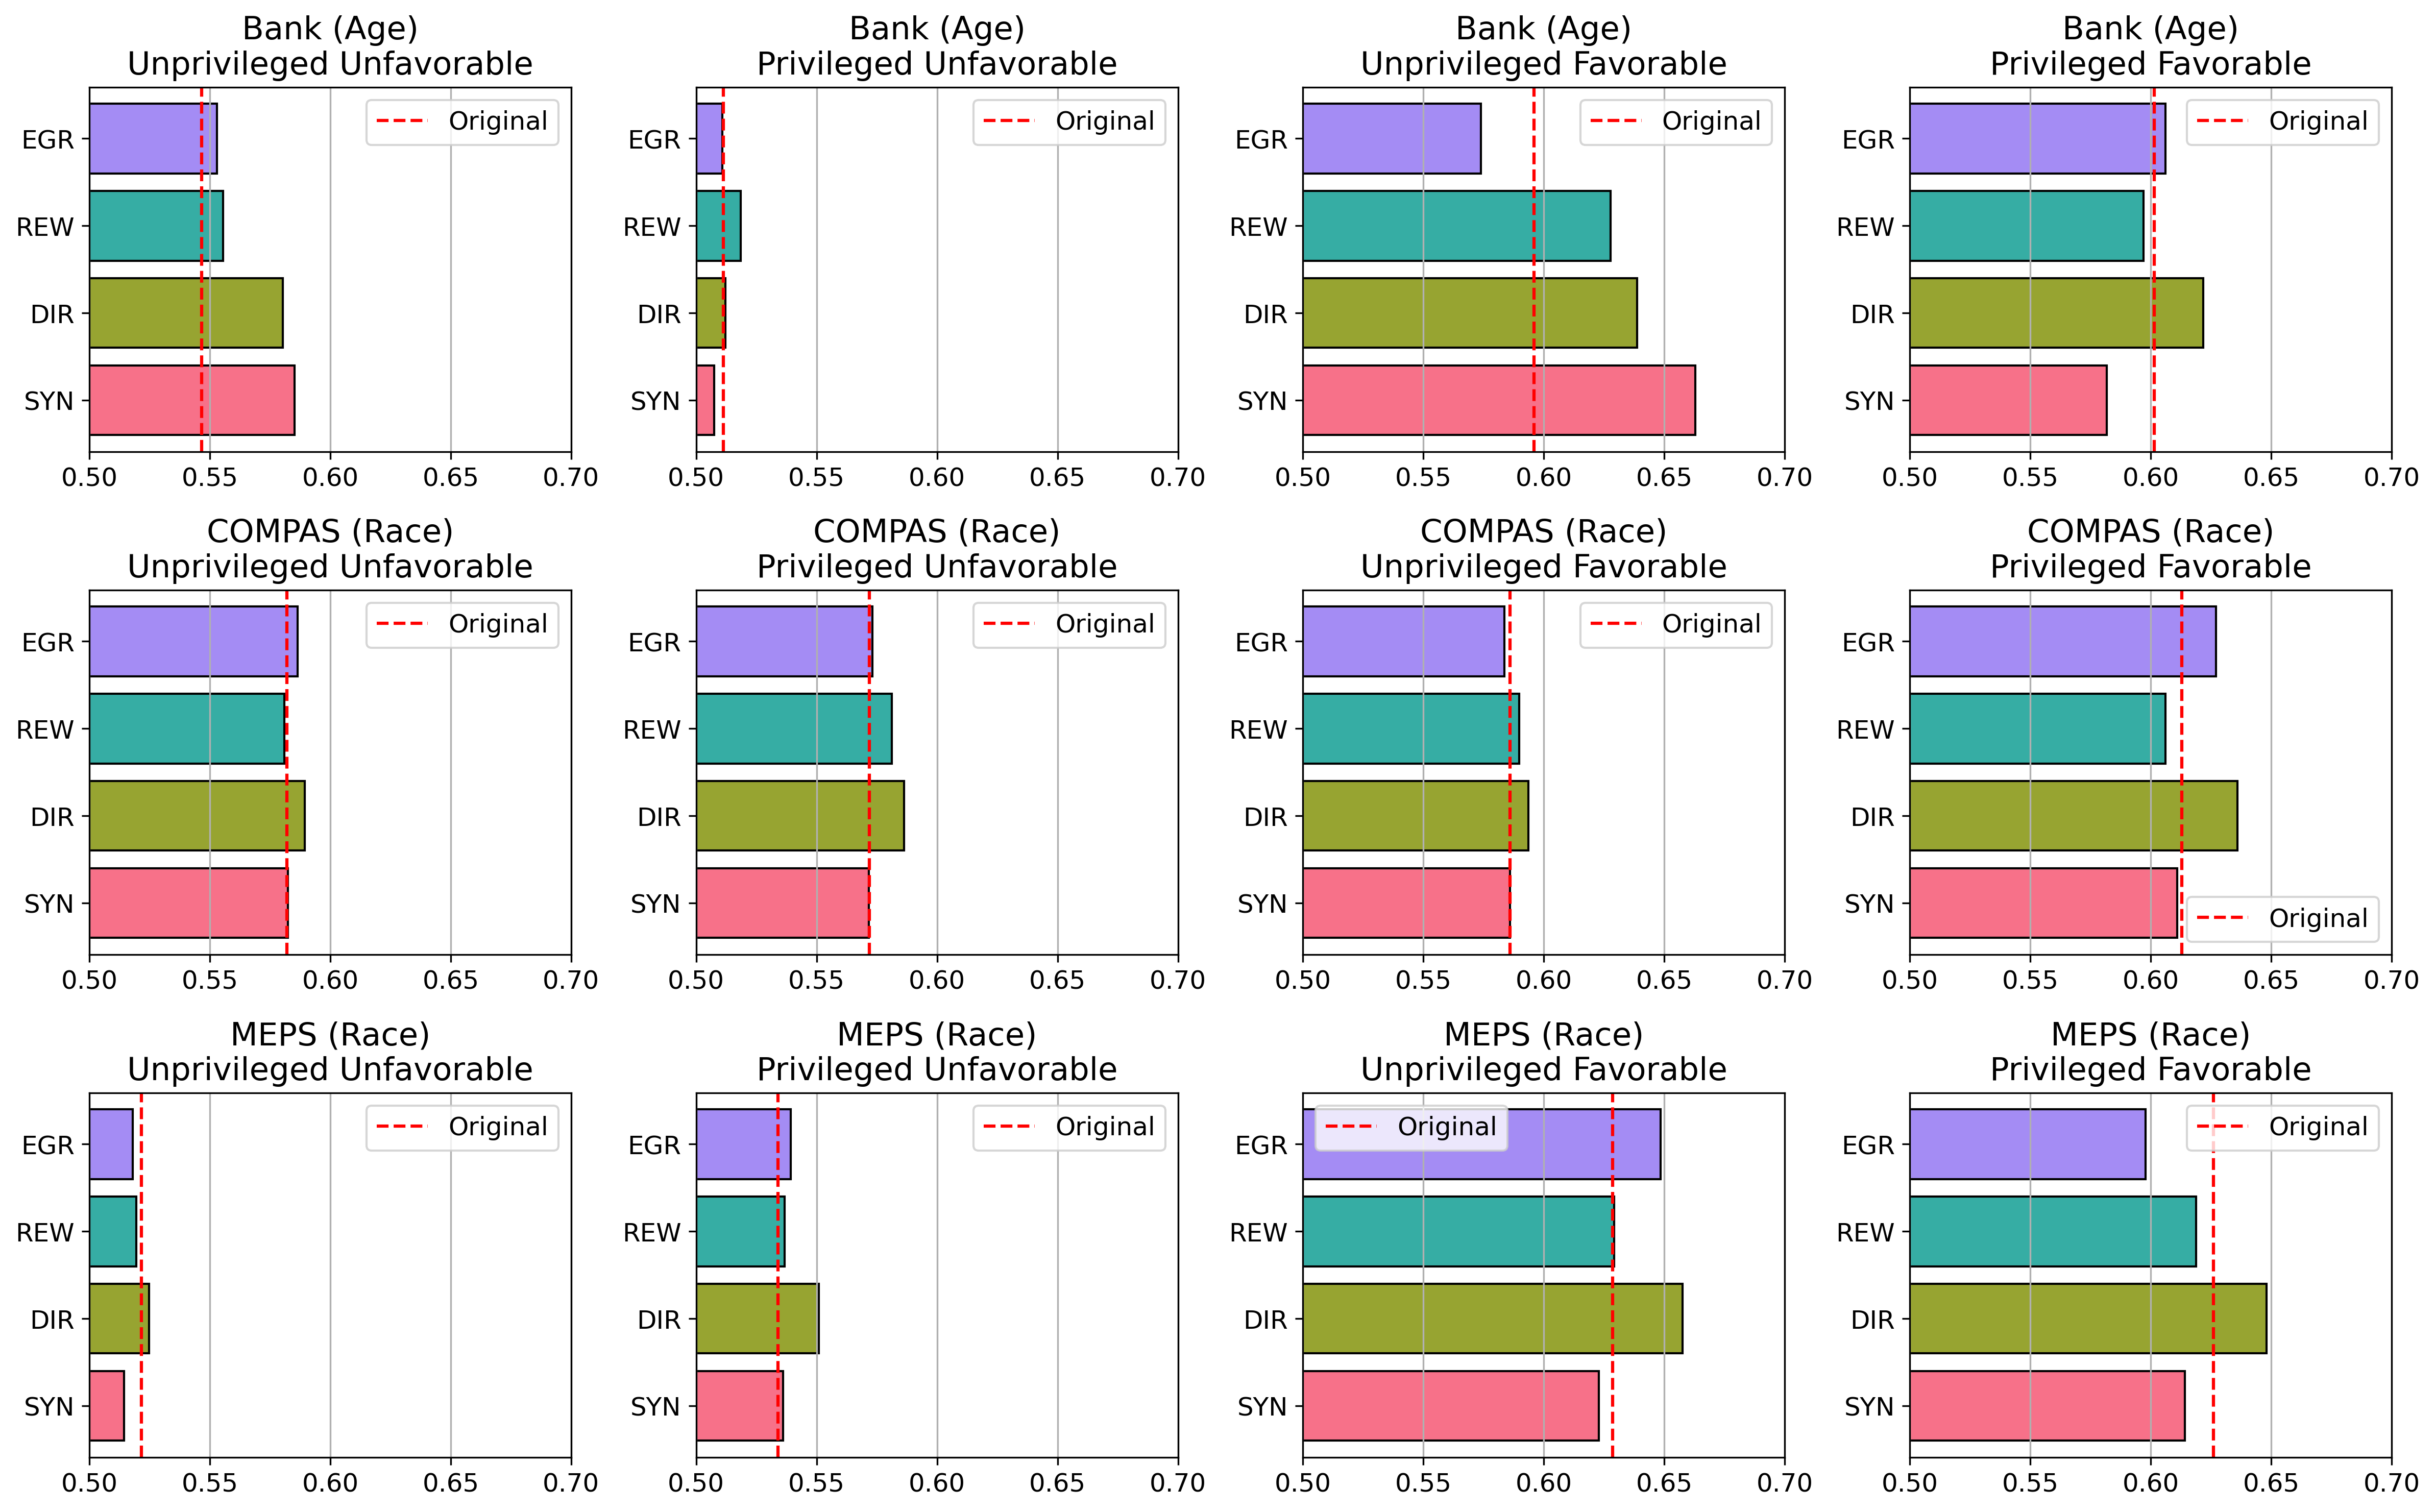 Bank (Age)
Unprivileged Unfavorable
Original
EGR
REW
DIR
SYN
0.50 0.55 0.60 0.65 0.70
Bank (Age)
Privileged Unfavorable
Original
EGR
REW
DIR
SYN
0.50 0.55 0.60 0.65 0.70
Bank (Age)
Unprivileged Favorable
Original
EGR
REW
DIR
SYN
0.50 0.55 0.60 0.65 0.70
Bank (Age)
Privileged Favorable
Original
EGR
REW
DIR
SYN
0.50 0.55 0.60 0.65 0.70
COMPAS (Race)
Unprivileged Unfavorable
Original
EGR
REW
DIR
SYN
0.50 0.55 0.60 0.65 0.70
COMPAS (Race)
Privileged Unfavorable
Original
EGR
REW
DIR
SYN
0.50 0.55 0.60 0.65 0.70
COMPAS (Race)
Unprivileged Favorable
Original
EGR
REW
DIR
SYN
0.50 0.55 0.60 0.65 0.70
COMPAS (Race)
Privileged Favorable
EGR
REW
DIR
SYN
Original
0.50 0.55 0.60 0.65 0.70
MEPS (Race)
Unprivileged Unfavorable
Original
EGR
REW
DIR
SYN
0.50 0.55 0.60 0.65 0.70
MEPS (Race)
Privileged Unfavorable
Original
EGR
REW
DIR
SYN
0.50 0.55 0.60 0.65 0.70
MEPS (Race)
Unprivileged Favorable
Original
EGR
REW
DIR
SYN
0.50 0.55 0.60 0.65 0.70
MEPS (Race)
Privileged Favorable
Original
EGR
REW
DIR
SYN
0.50 0.55 0.60 0.65 0.70